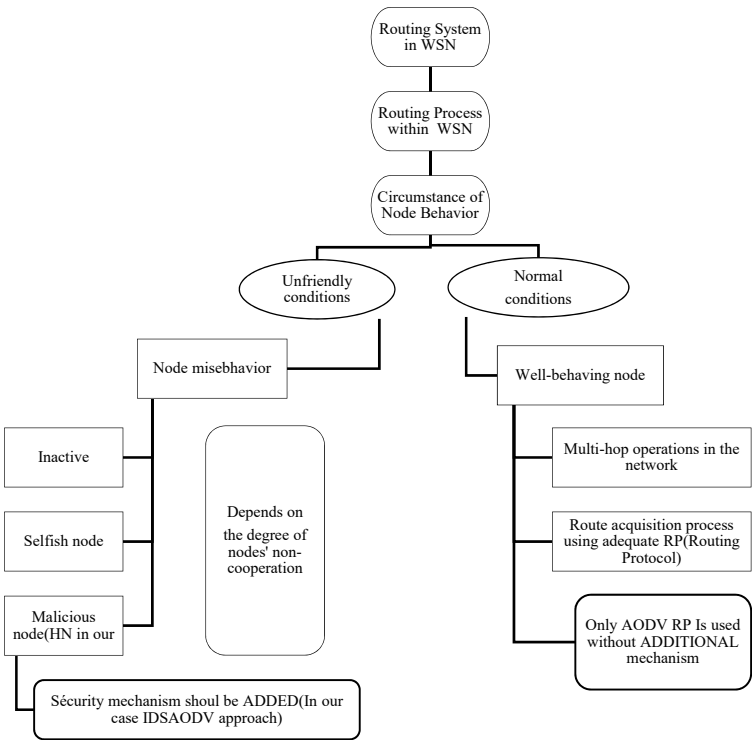 Routing System
in WSN
Routing Process
within WSN
Circumstance of
Node Behavior
Unfriendly
conditions
Normal
conditions
Node misebhavior
Well-behaving node
Inactive
Selfish node
Malicious
node(HN in our
Depends on
the degree of
nodes' non-
cooperation
Sécurity mechanism shoul be ADDED(In our
case IDSAODV approach)
Multi-hop operations in the
network
Route acquisition process
using adequate RP(Routing
Protocol)
Only AODV RP Is used
without ADDITIONAL
mechanism